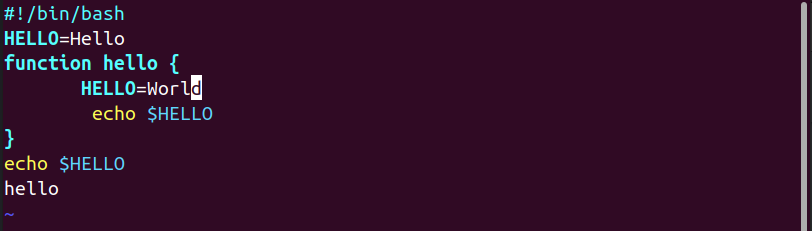 #!/bin/bash
HELLO=Hello
function hello {
       HELLO=World
        echo $HELLO
}
echo $HELLO
hello
~